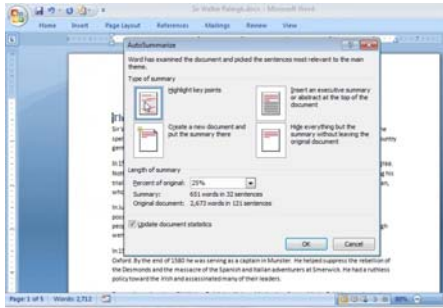 Sir Walter Raleigh.docx - Microsoft Word
Home Insert Page Layout References Mailings Review View
AutoSummarize
Word has examined the document and picked the sentences most relevant to the main
theme.
Type of summary
Highlight key points
Insert an executive summary
or abstract at the top of the
document
Create a new document and
put the summary there
Hide everything but the
summary without leaving the
original document
Length of summary
Percent of original: 25%
Summary: 651 words in 32 sentences
Original document: 2,673 words in 121 sentences
Update document statistics
OK Cancel
Oxford. By the end of 1580 he was serving as a captain in Munster. He helped suppress the rebellion of
the Desmonds and the massacre of the Spanish and Italian adventurers at Smerwick. He had a ruthless
policy toward the Irish and assassinated many of their leaders.
Page: 1 of 5 Words: 2,712